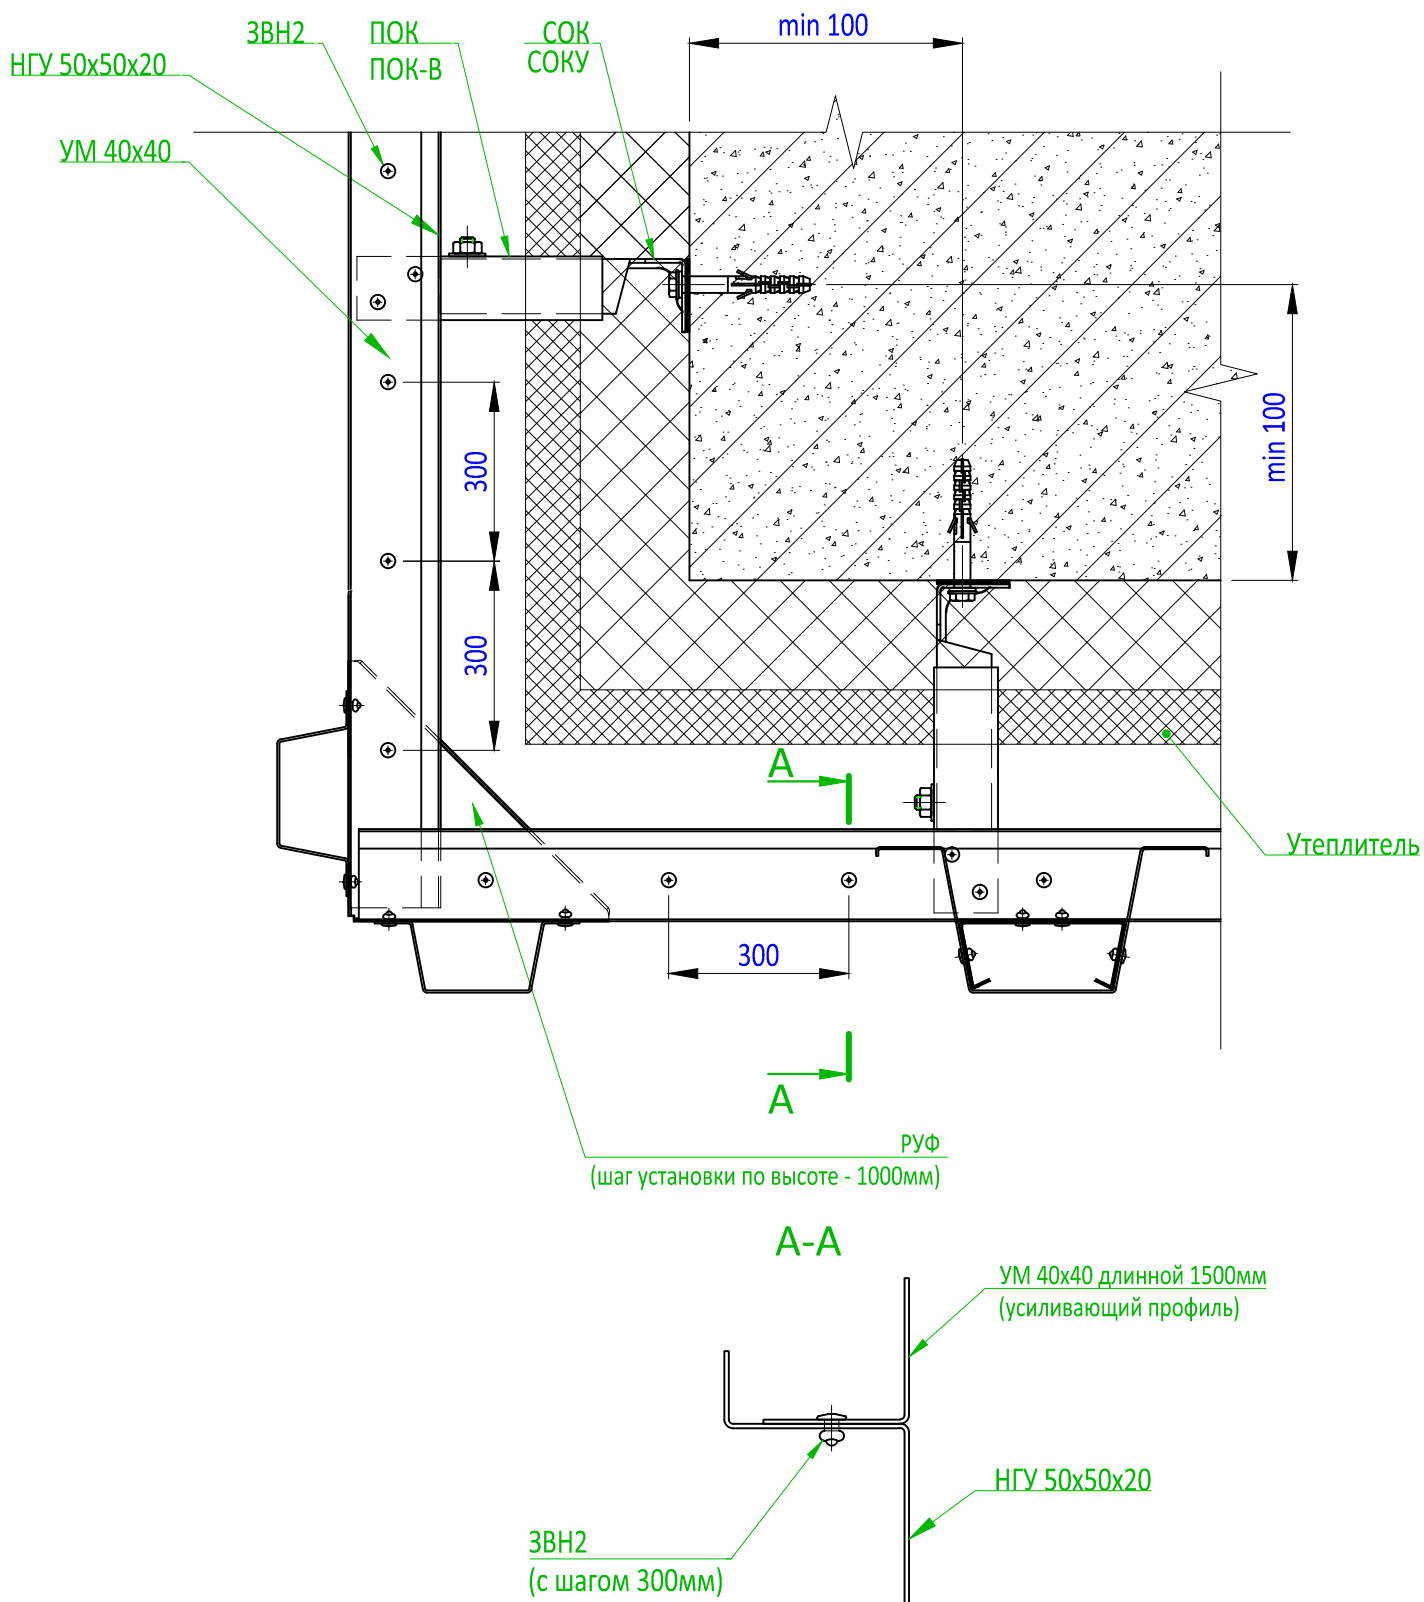 min 100
ЗВН2
ПОК
ПОК-В
СОК
СОКУ
НГУ 50х50х20
УМ 40х40
300
min 100
300
А
Утеплитель
300
А
РУФ
(шаг установки по высоте - 1000мм)
А-А
УМ 40х40 длинной 1500мм
(усиливающий профиль)
НГУ 50х50х20
ЗВН2
(с шагом 300мм)